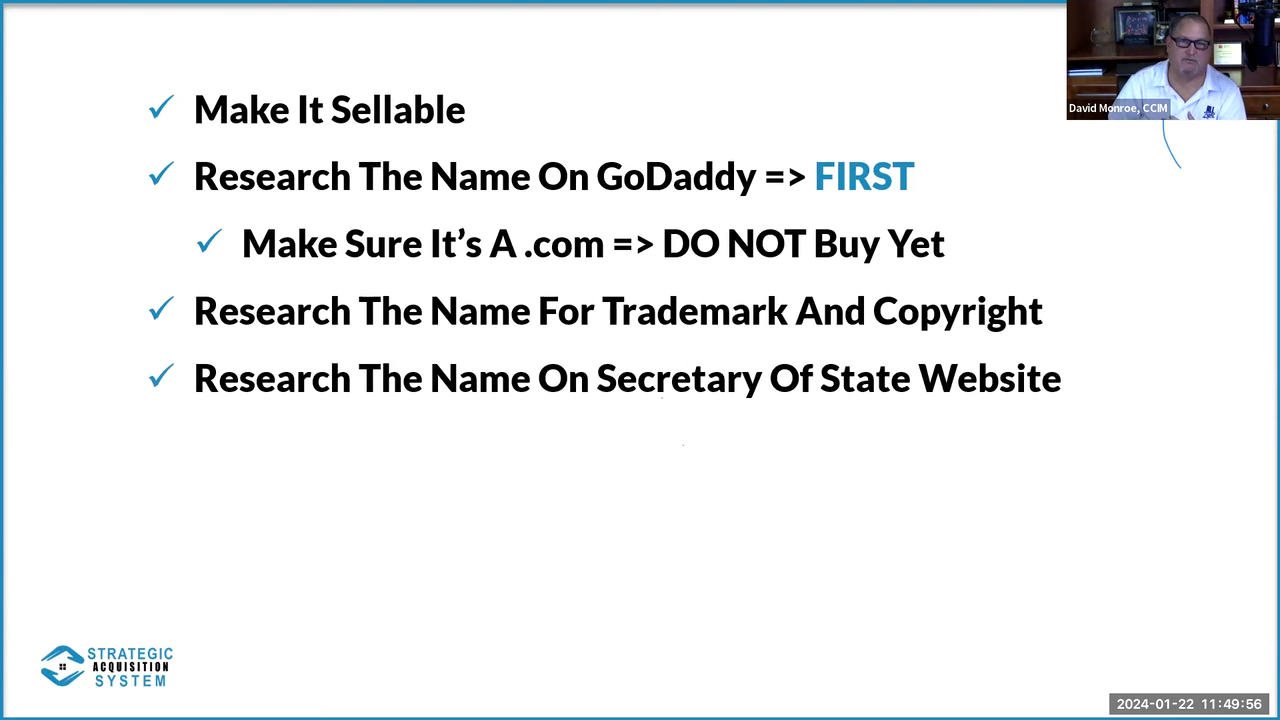 Make It Sellable
Research The Name On GoDaddy => FIRST
Make Sure It’s A .com => DO NOT Buy Yet
Research The Name For Trademark And Copyright
Research The Name On Secretary Of State Website
David Monroe, CCIM
STRATEGIC
ACQUISITION
SYSTEM
2024-01-22 11:49:56